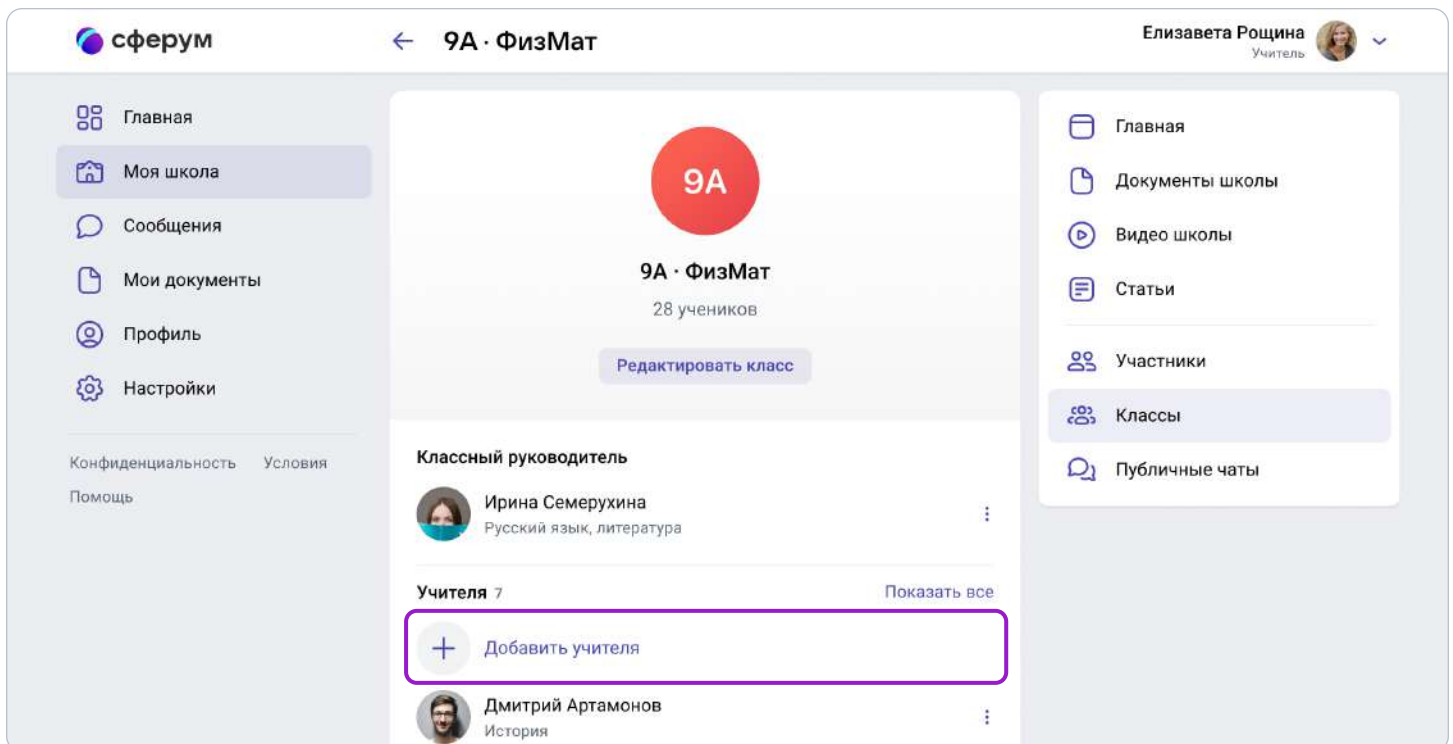 сферум
9А · ФизМат
Елизавета Рощина
Учитель
Главная
Моя школа
Сообщения
Мои документы
Профиль
Настройки
Конфиденциальность Условия
Помощь
9А
9А · ФизМат
28 учеников
Редактировать класс
Классный руководитель
Ирина Семерухина
Русский язык, литература
Учителя 7 Показать все
Добавить учителя
Дмитрий Артамонов
История
Главная
Документы школы
Видео школы
Статьи
Участники
Классы
Публичные чаты